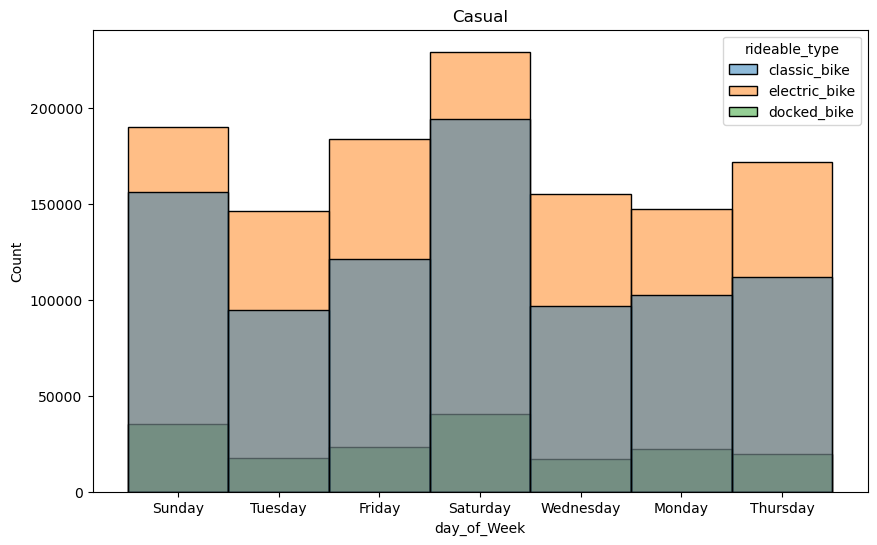 Casual
rideable_type
classic_bike
electric_bike
docked_bike
200000
150000
100000
50000
0
Count
Sunday Tuesday Friday Saturday Wednesday Monday Thursday
day_of_Week